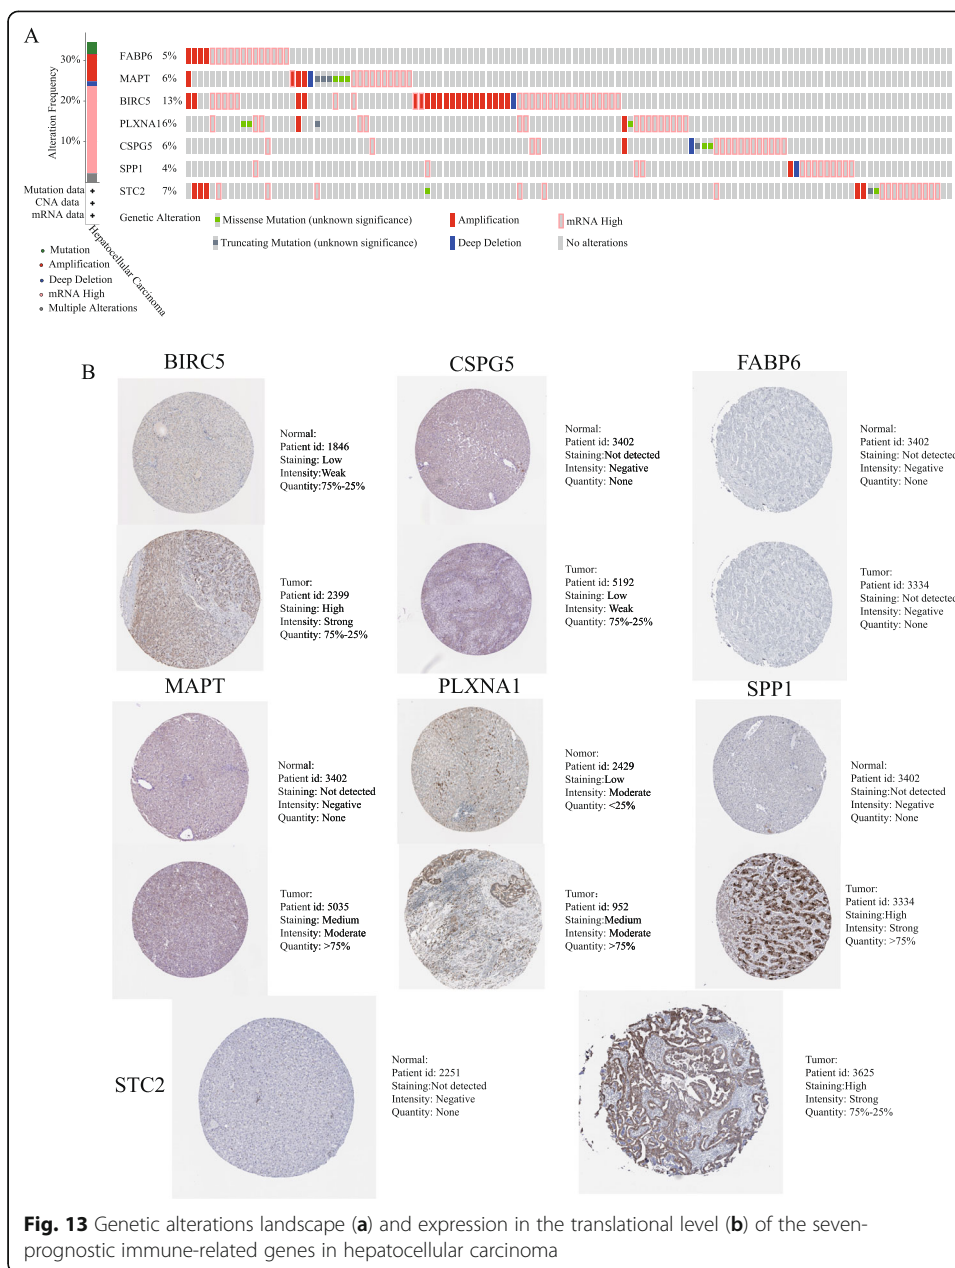 A
30%
20%
10%
Alteration Frequency
FABP6 5%
MAPT 6%
BIRC5 13%
PLXNA1 6%
CSPG5 6%
SPP1 4%
STC2 7%
Mutation data +
CNA data +
mRNA data +
Hepatocellular Carcinoma
Genetic Alteration
Missense Mutation (unknown significance)
Amplification
mRNA High
Truncating Mutation (unknown significance)
Deep Deletion
No alterations
Mutation
Amplification
Deep Deletion
mRNA High
Multiple Alterations
B
BIRC5
Normal:
Patient id: 1846
Staining: Low
Intensity:Weak
Quantity:75%-25%
Tumor:
Patient id: 2399
Staining: High
Intensity: Strong
Quantity: 75%-25%
CSPG5
Normal:
Patient id: 3402
Staining:Not detected
Intensity: Negative
Quantity: None
Tumor:
Patient id: 5192
Staining: Low
Intensity: Weak
Quantity: 75%-25%
FABP6
Normal:
Patient id: 3402
Staining: Not detected
Intensity: Negative
Quantity: None
Tumor:
Patient id: 3334
Staining: Not detected
Intensity: Negative
Quantity: None
MAPT
Normal:
Patient id: 3402
Staining: Not detected
Intensity: Negative
Quantity: None
Tumor:
Patient id: 5035
Staining: Medium
Intensity: Moderate
Quantity: >75%
PLXNA1
Nomor:
Patient id: 2429
Staining:Low
Intensity: Moderate
Quantity: <25%
Tumor:
Patient id: 952
Staining:Medium
Intensity: Moderate
Quantity: >75%
SPP1
Normal:
Patient id: 3402
Staining:Not detected
Intensity: Negative
Quantity: None
Tumor:
Patient id: 3334
Staining:High
Intensity: Strong
Quantity: >75%
STC2
Normal:
Patient id: 2251
Staining:Not detected
Intensity: Negative
Quantity: None
Tumor:
Patient id: 3625
Staining:High
Intensity: Strong
Quantity: 75%-25%
Fig. 13 Genetic alterations landscape (a) and expression in the translational level (b) of the seven-
prognostic immune-related genes in hepatocellular carcinoma